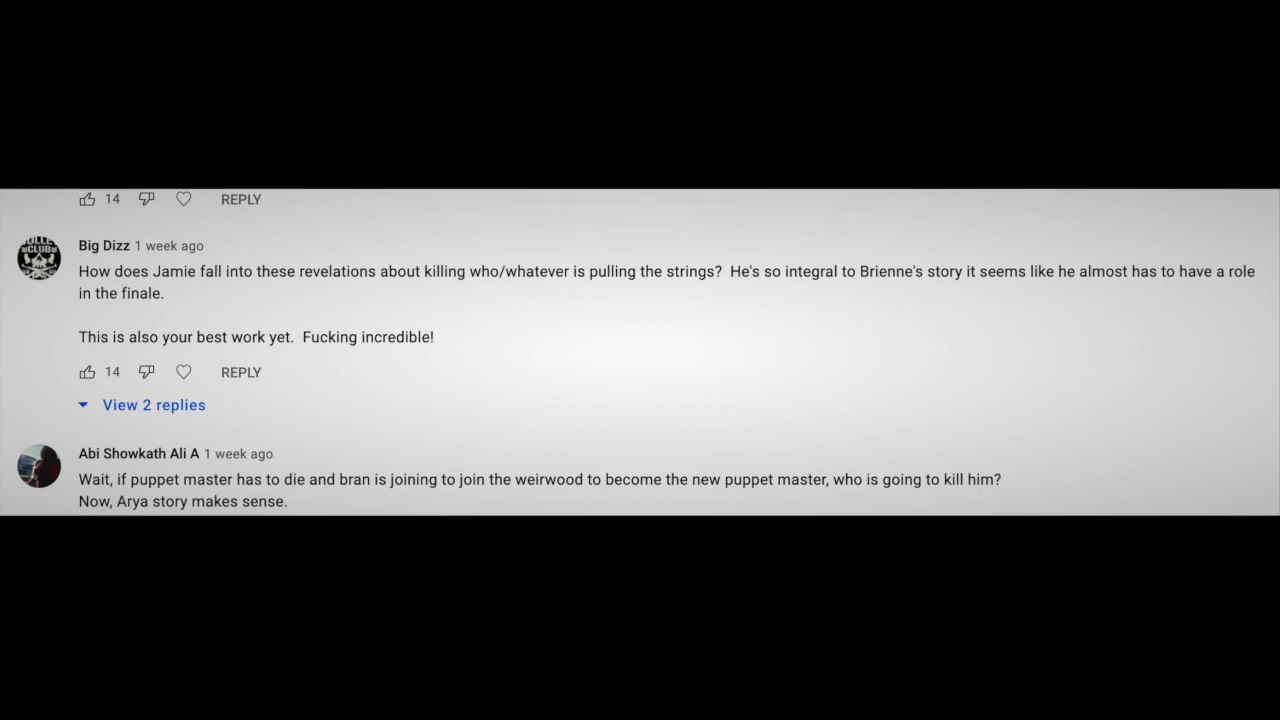 14 REPLY
Big Dizz 1 week ago
How does Jamie fall into these revelations about killing who/whatever is pulling the strings?  He's so integral to Brienne's story it seems like he almost has to have a role
in the finale.
This is also your best work yet.  Fucking incredible!
14 REPLY
View 2 replies
Abi Showkath Ali A 1 week ago
Wait, if puppet master has to die and bran is joining to join the weirwood to become the new puppet master, who is going to kill him?
Now, Arya story makes sense.